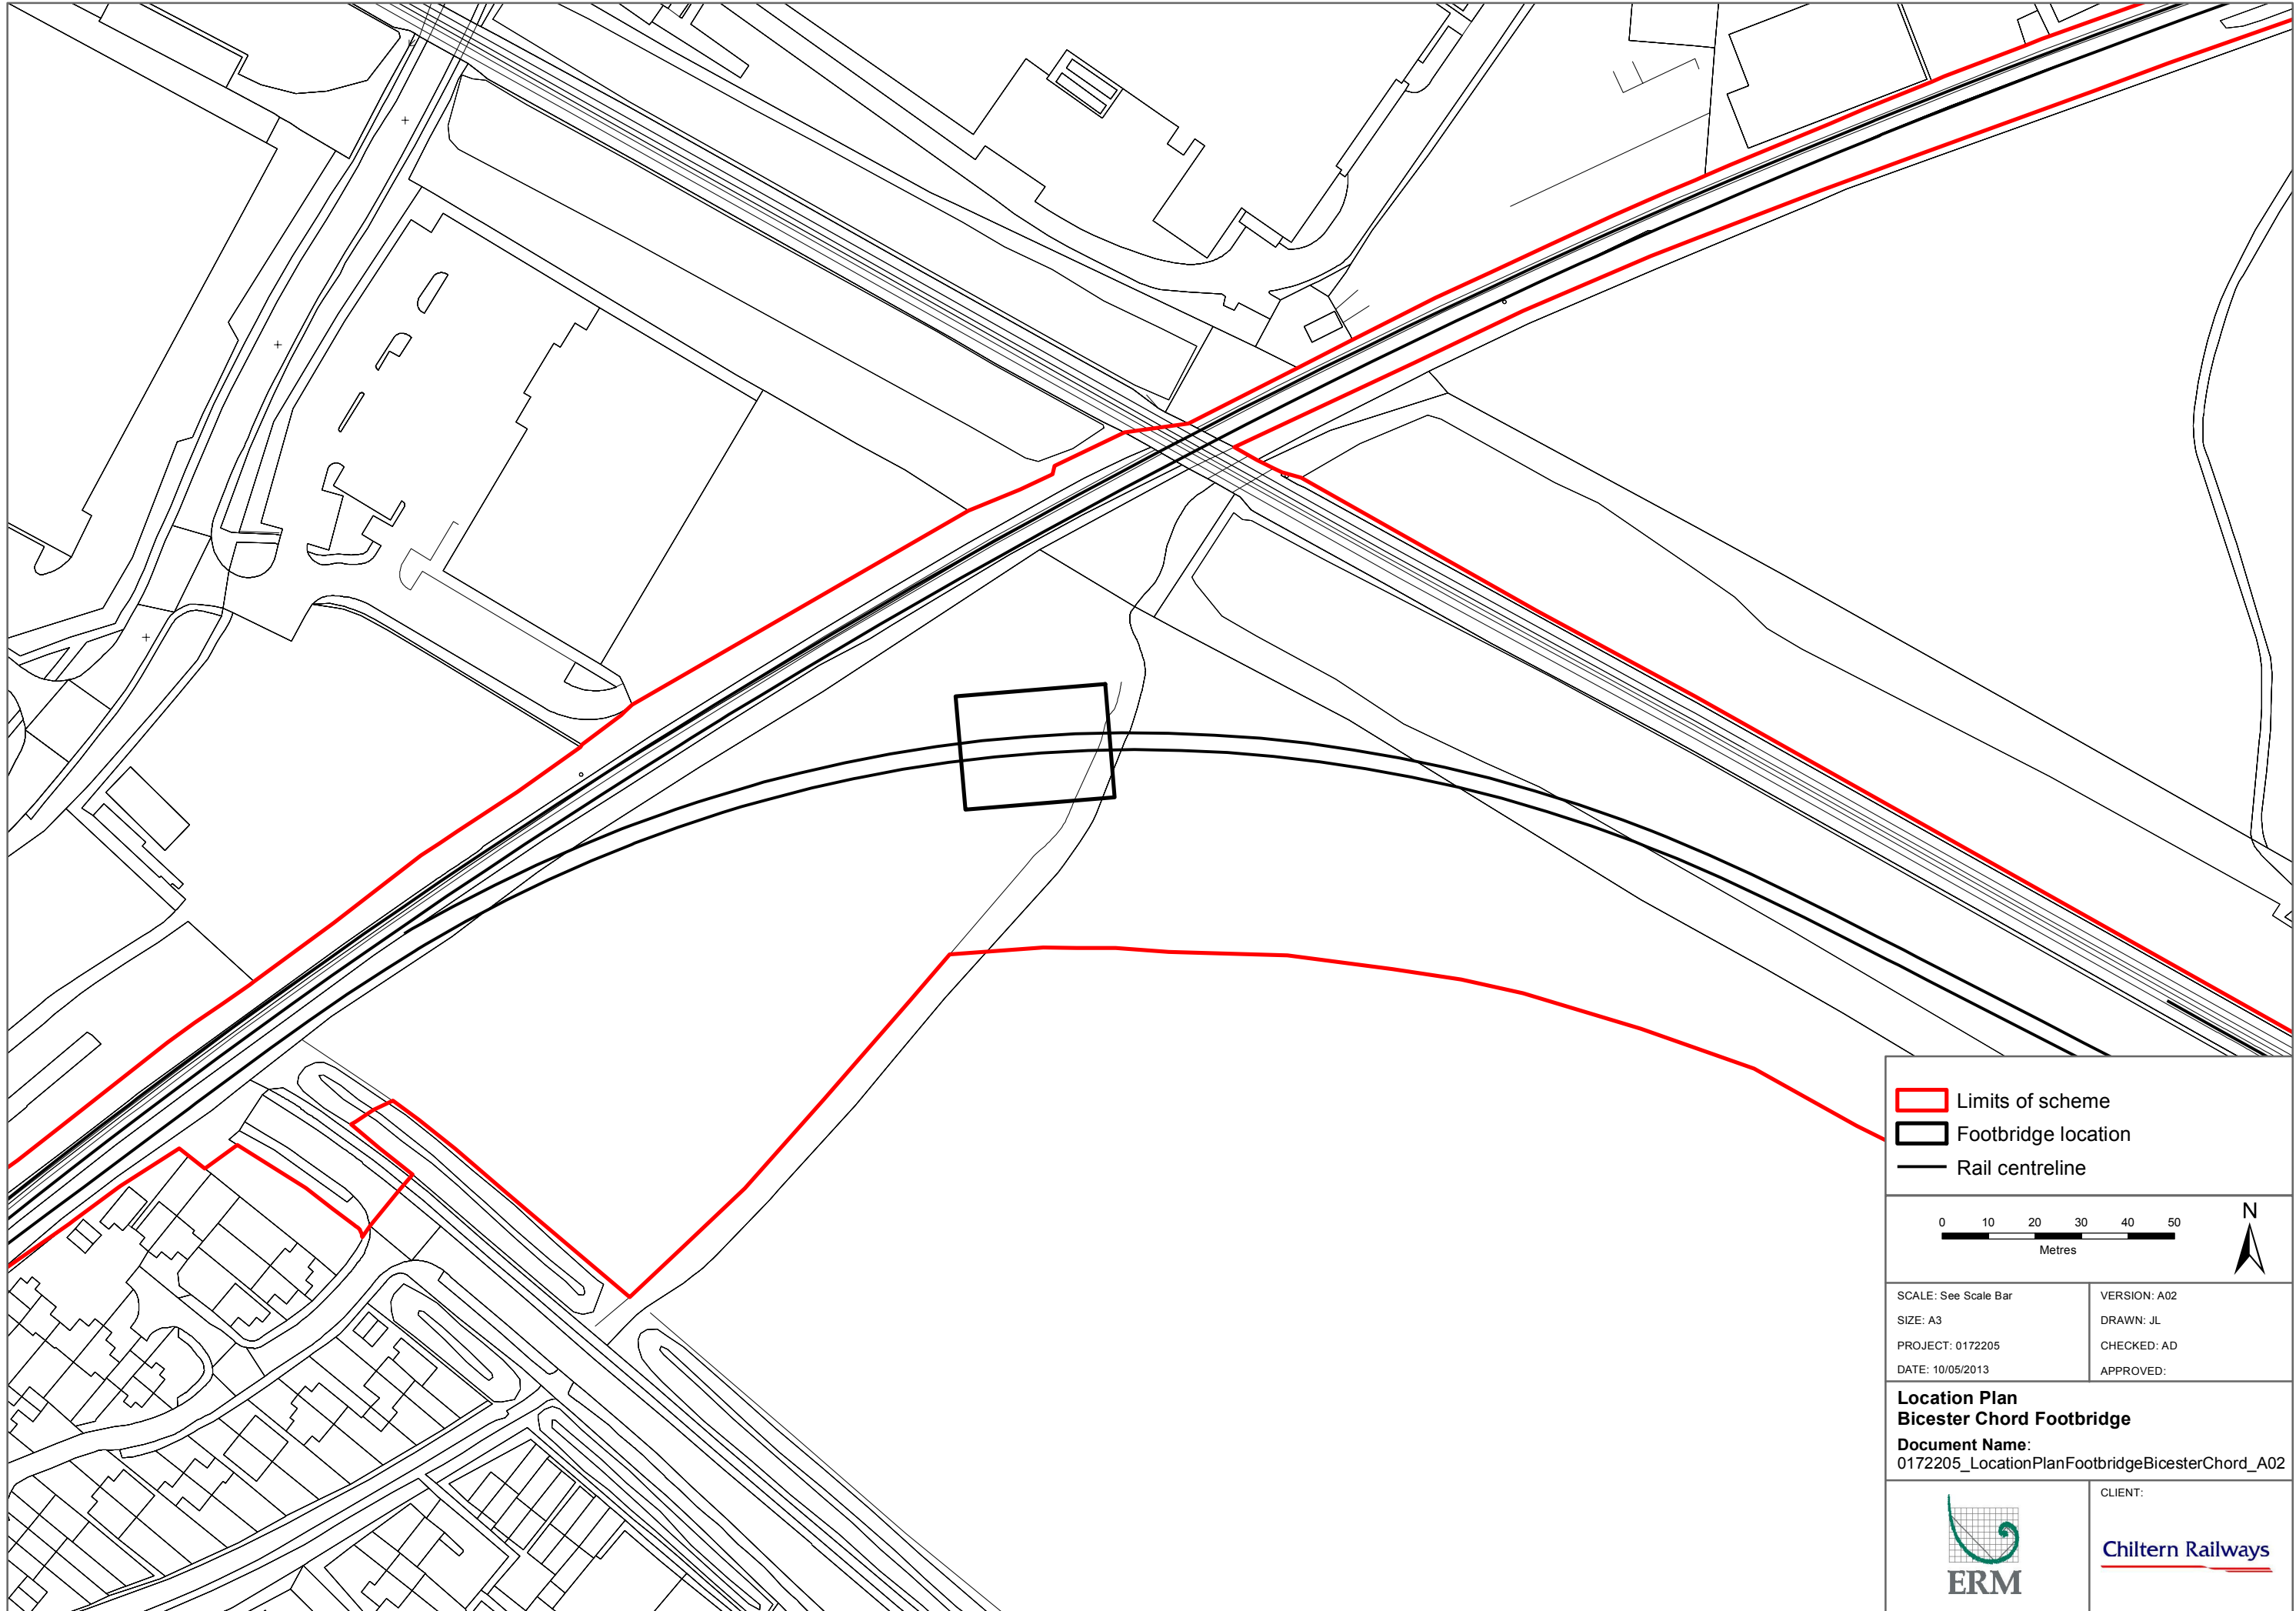 Limits of scheme
Footbridge location
Rail centreline
0 10 20 30 40 50
Metres
N
SCALE: See Scale Bar
SIZE: A3
PROJECT: 0172205
DATE: 10/05/2013
VERSION: A02
DRAWN: JL
CHECKED: AD
APPROVED:
Location Plan
Bicester Chord Footbridge
Document Name:
0172205_LocationPlanFootbridgeBicesterChord_A02
ERM
CLIENT:
Chiltern Railways